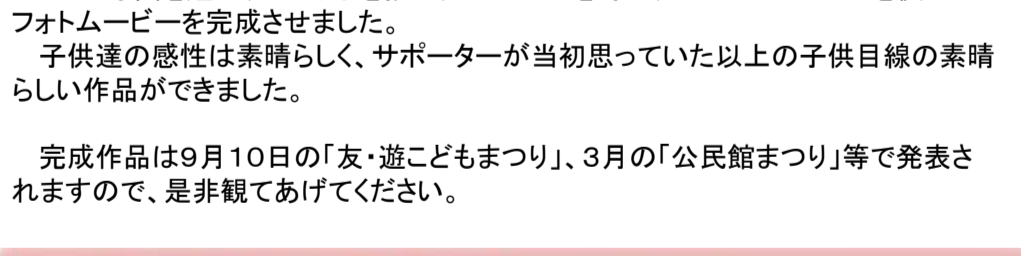 フォトムービーを完成させました。
　子供達の感性は素晴らしく、サポーターが当初思っていた以上の子供目線の素晴
らしい作品ができました。
　完成作品は９月１０日の「友・遊こどもまつり」、３月の「公民館まつり」等で発表さ
れますので、是非観てあげてください。